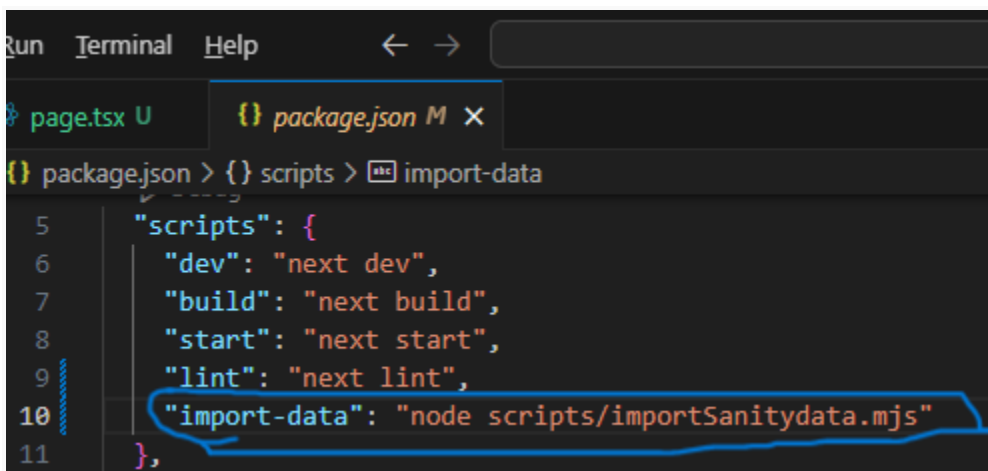 Run Terminal Help ← →
page.tsx U {} package.json M ×
{} package.json > {} scripts > abc import-data
5 "scripts": {
6 "dev": "next dev",
7 "build": "next build",
8 "start": "next start",
9 "lint": "next lint",
10 "import-data": "node scripts/importSanitydata.mjs"
11 },